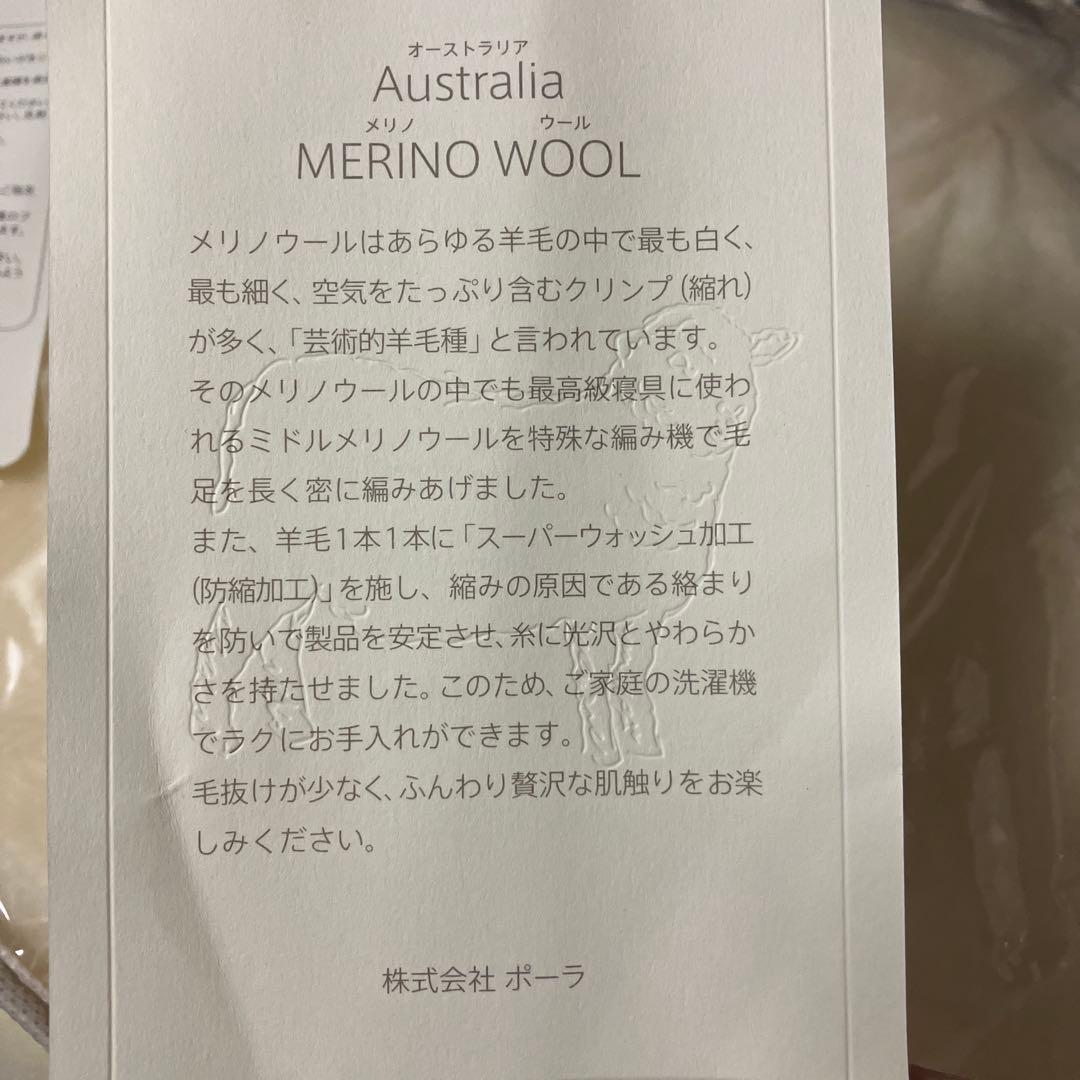 オーストラリア
Australia
メリノ ウール
MERINO WOOL
メリノウールはあらゆる羊毛の中で最も白く、
最も細く、空気をたっぷり含むクリンプ(縮れ)
が多く、「芸術的羊毛種」と言われています。
そのメリノウールの中でも最高級寝具に使わ
れるミドルメリノウールを特殊な編み機で毛
足を長く密に編みあげました。
また、羊毛1本1本に「スーパーウォッシュ加工
(防縮加工)」を施し、縮みの原因である絡まり
を防いで製品を安定させ、糸に光沢とやわらか
さを持たせました。このため、ご家庭の洗濯機
でラクにお手入れができます。
毛抜けが少なく、ふんわり贅沢な肌触りをお楽
しみください。
株式会社 ポーラ